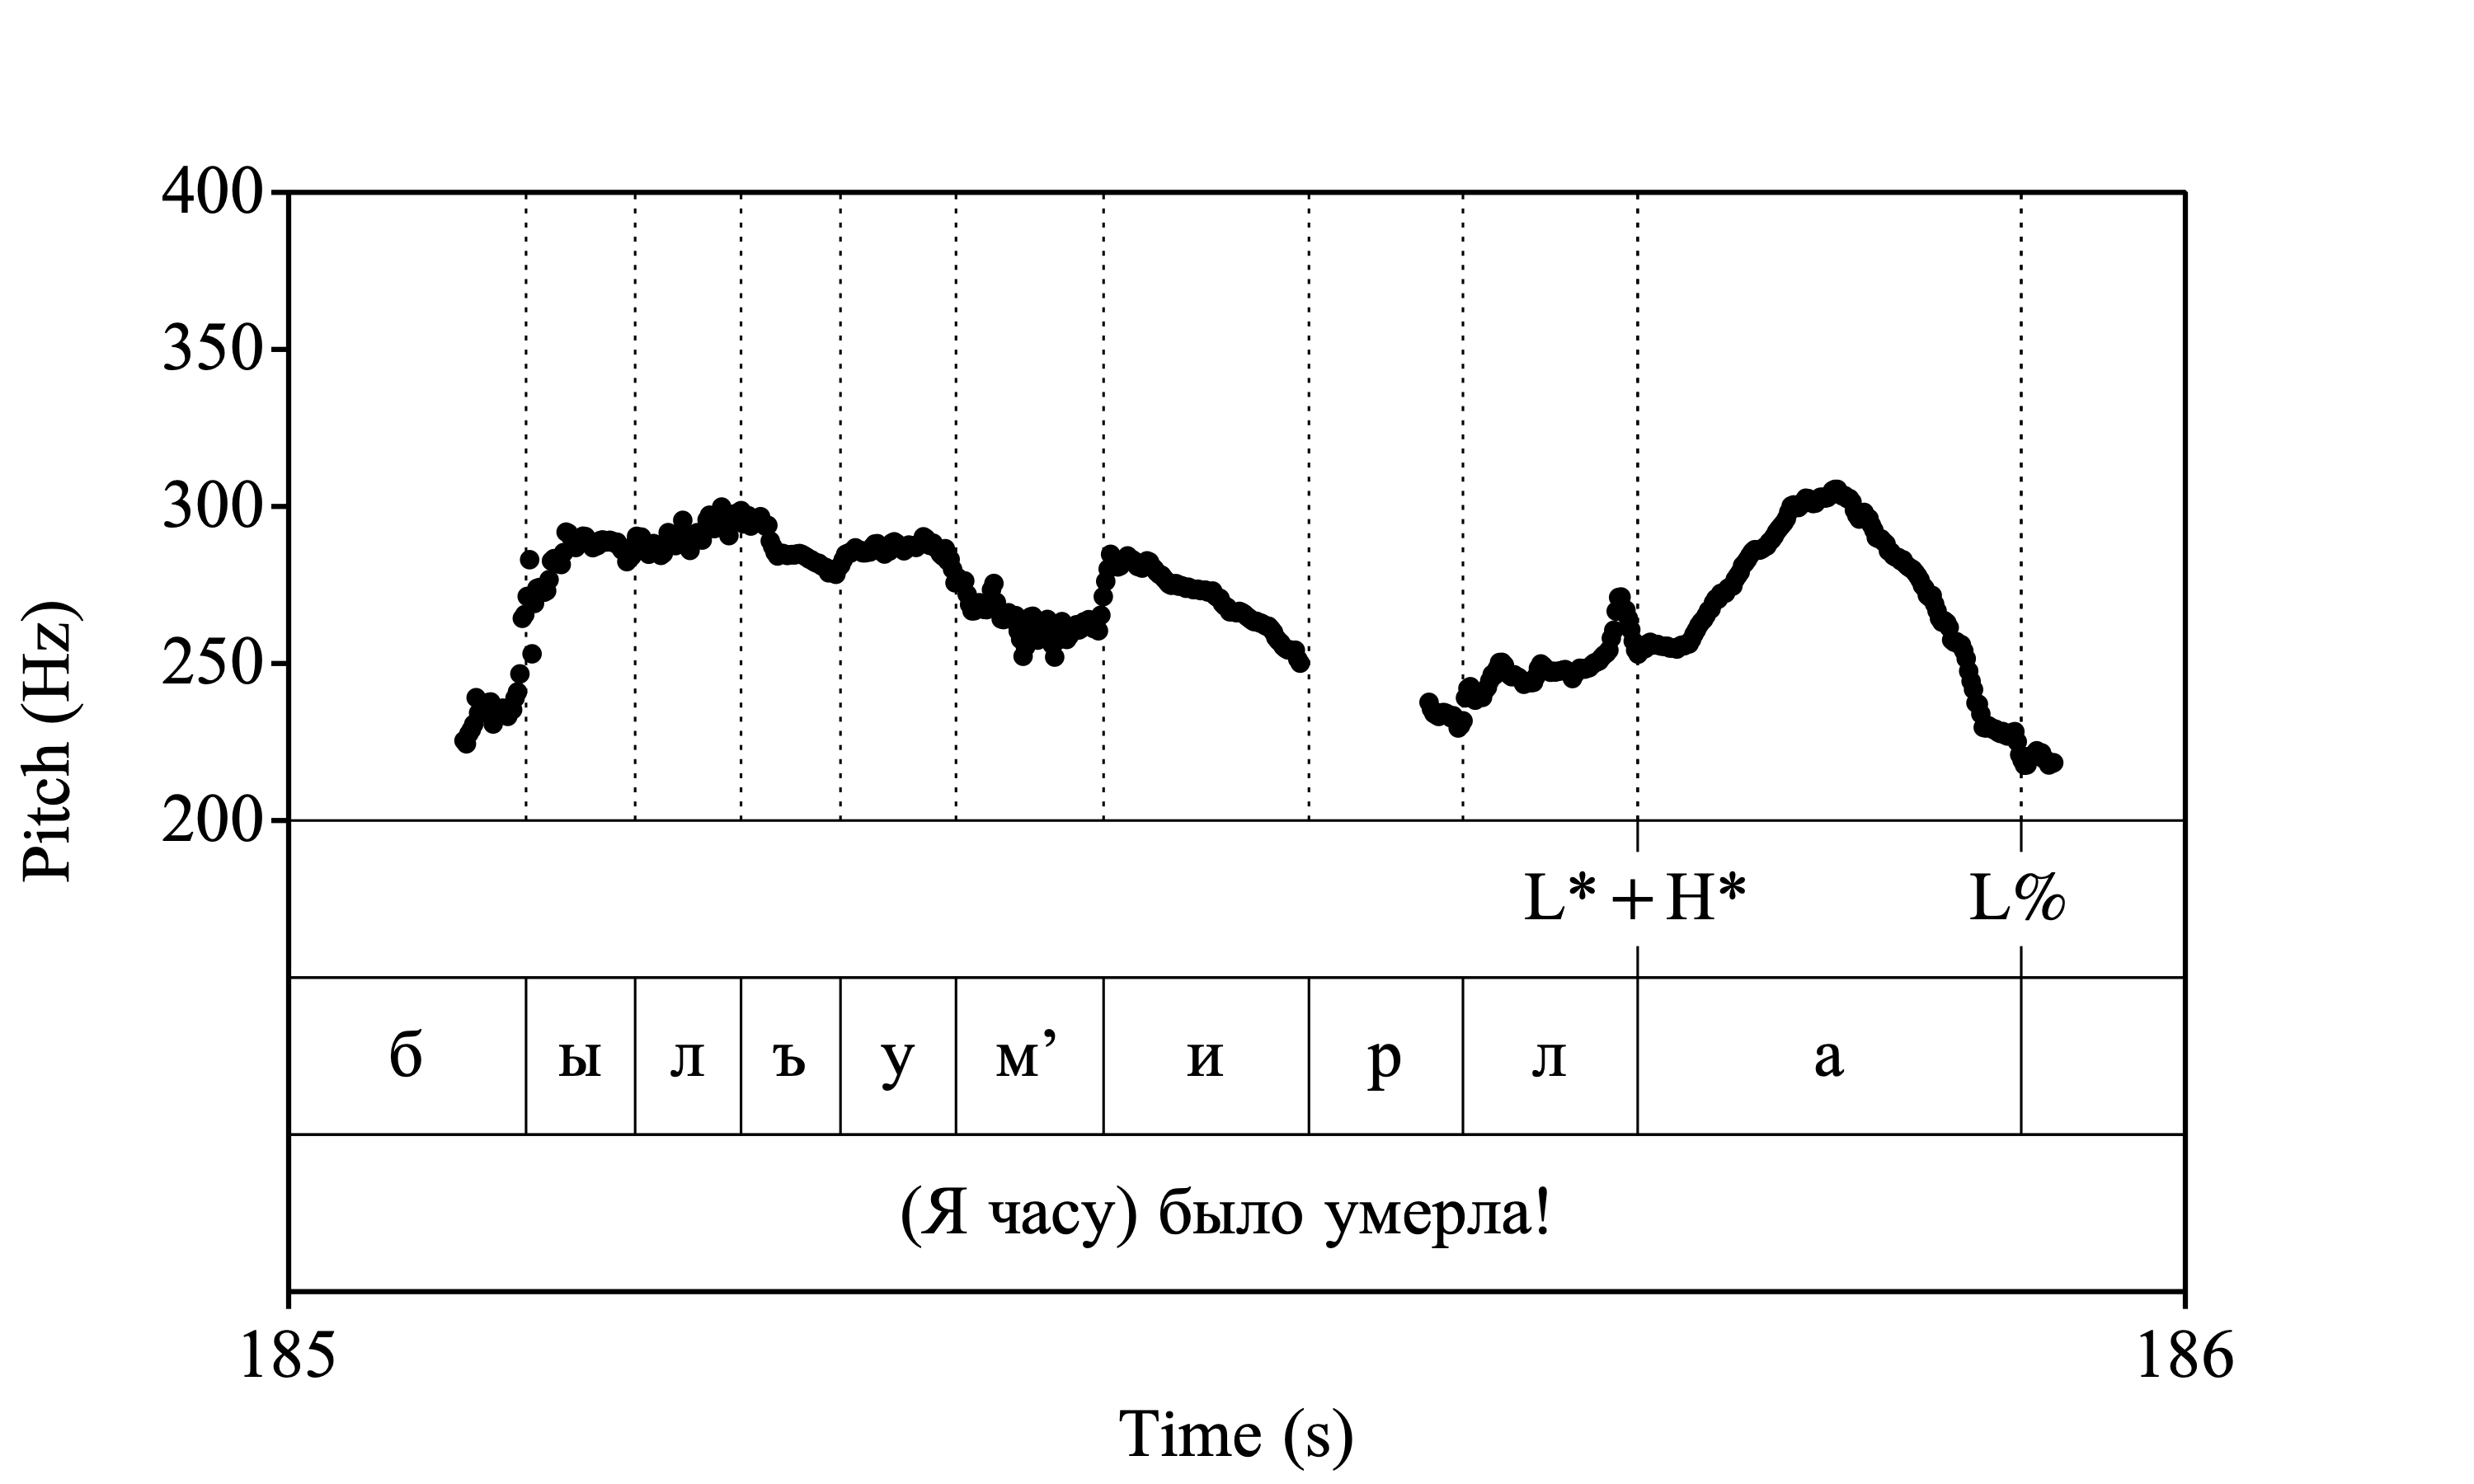 400
350
300
250
200
Pitch (Hz)
L*+H* L%
б ы л ъ у м’ и р л а
(Я часу) было умерла!
185 186
Time (s)